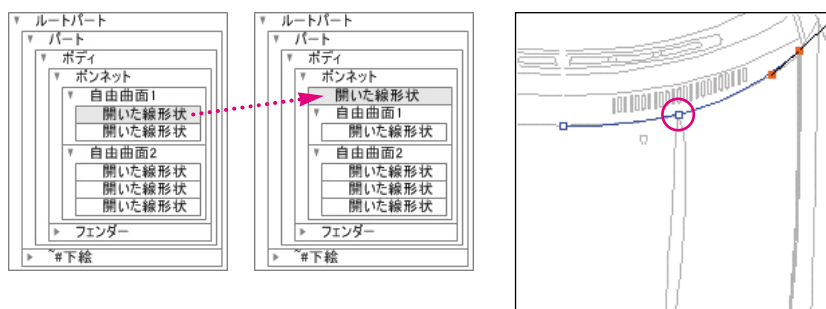 ルートパート
パート
ボディ
ボンネット
自由曲面1
開いた線形状
開いた線形状
自由曲面2
開いた線形状
開いた線形状
開いた線形状
フェンダー
~#下絵
ルートパート
パート
ボディ
ボンネット
開いた線形状
自由曲面1
開いた線形状
自由曲面2
開いた線形状
開いた線形状
開いた線形状
フェンダー
~#下絵